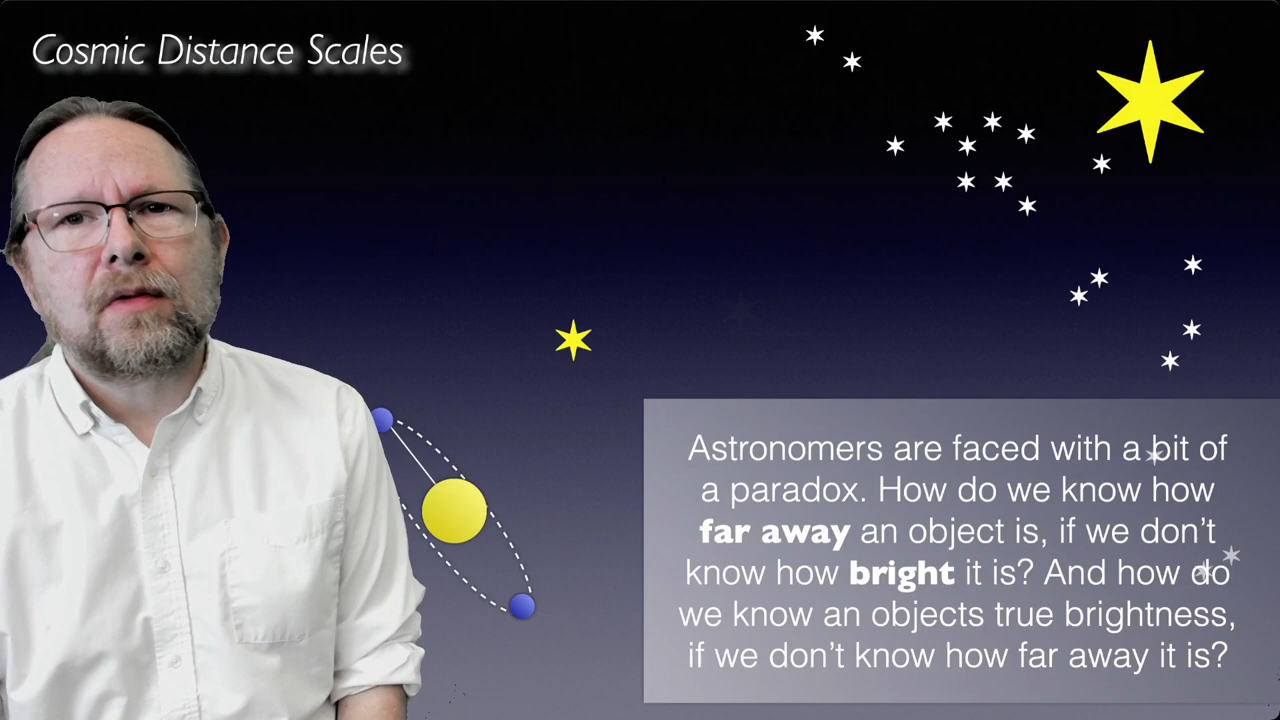 Cosmic Distance Scales
Astronomers are faced with a bit of
a paradox. How do we know how
far away an object is, if we don't
know how bright it is? And how do
we know an objects true brightness,
if we don't know how far away it is?